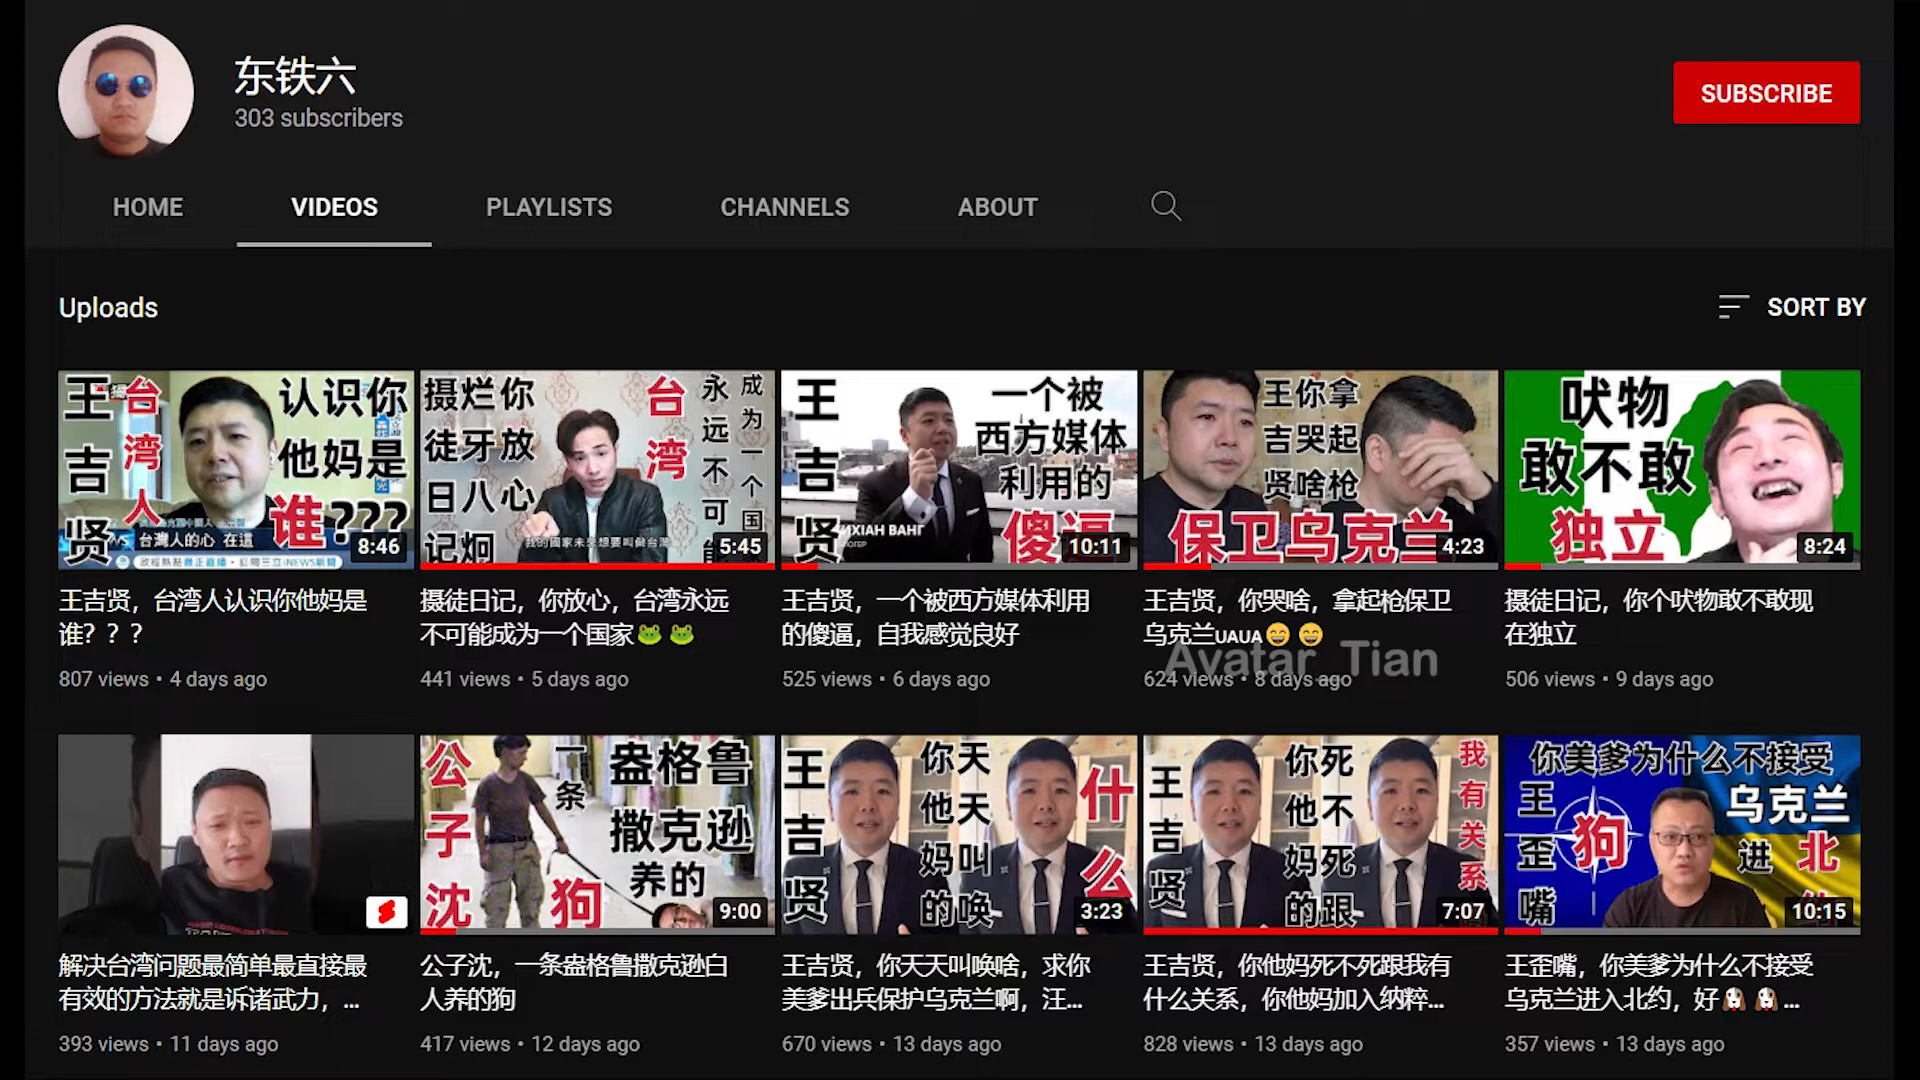 东铁六
303 subscribers
SUBSCRIBE
HOME
VIDEOS
PLAYLISTS
CHANNELS
ABOUT
Uploads
SORT BY
王吉贤
台湾人
认识你
他妈是
谁???
台灣人的心 在這
8:46
摄徒日记
烂牙八炯
你放心
台湾
永远不可能
成为一个国
5:45
王吉贤
一个被
西方媒体
利用的
傻逼
ИХІАН ВАНГ
10:11
王吉贤
你哭啥
拿起枪
保卫乌克兰
4:23
吠物
敢不敢
独立
8:24
王吉贤，台湾人认识你他妈是
谁？？？
807 views • 4 days ago
摄徒日记，你放心，台湾永远
不可能成为一个国家🐸🐸
441 views • 5 days ago
王吉贤，一个被西方媒体利用
的傻逼，自我感觉良好
525 views • 6 days ago
王吉贤，你哭啥，拿起枪保卫
乌克兰UAUA😄😄
624 views • 8 days ago
摄徒日记，你个吠物敢不敢现
在独立
506 views • 9 days ago
Avatar_Tian
公子沈
一条
狗
盎格鲁
撒克逊
养的
9:00
王吉贤
你他妈的
天天叫唤
什么
3:23
王吉贤
你他妈的
死不死跟
我有关系
7:07
你美爹为什么不接受
王歪嘴
狗
乌克兰
进
北
10:15
解决台湾问题最简单最直接最
有效的方法就是诉诸武力，...
393 views • 11 days ago
公子沈，一条盎格鲁撒克逊白
人养的狗
417 views • 12 days ago
王吉贤，你天天叫唤啥，求你
美爹出兵保护乌克兰啊，汪...
670 views • 13 days ago
王吉贤，你他妈死不死跟我有
什么关系，你他妈加入纳粹...
828 views • 13 days ago
王歪嘴，你美爹为什么不接受
乌克兰进入北约，好🐶🐶...
357 views • 13 days ago